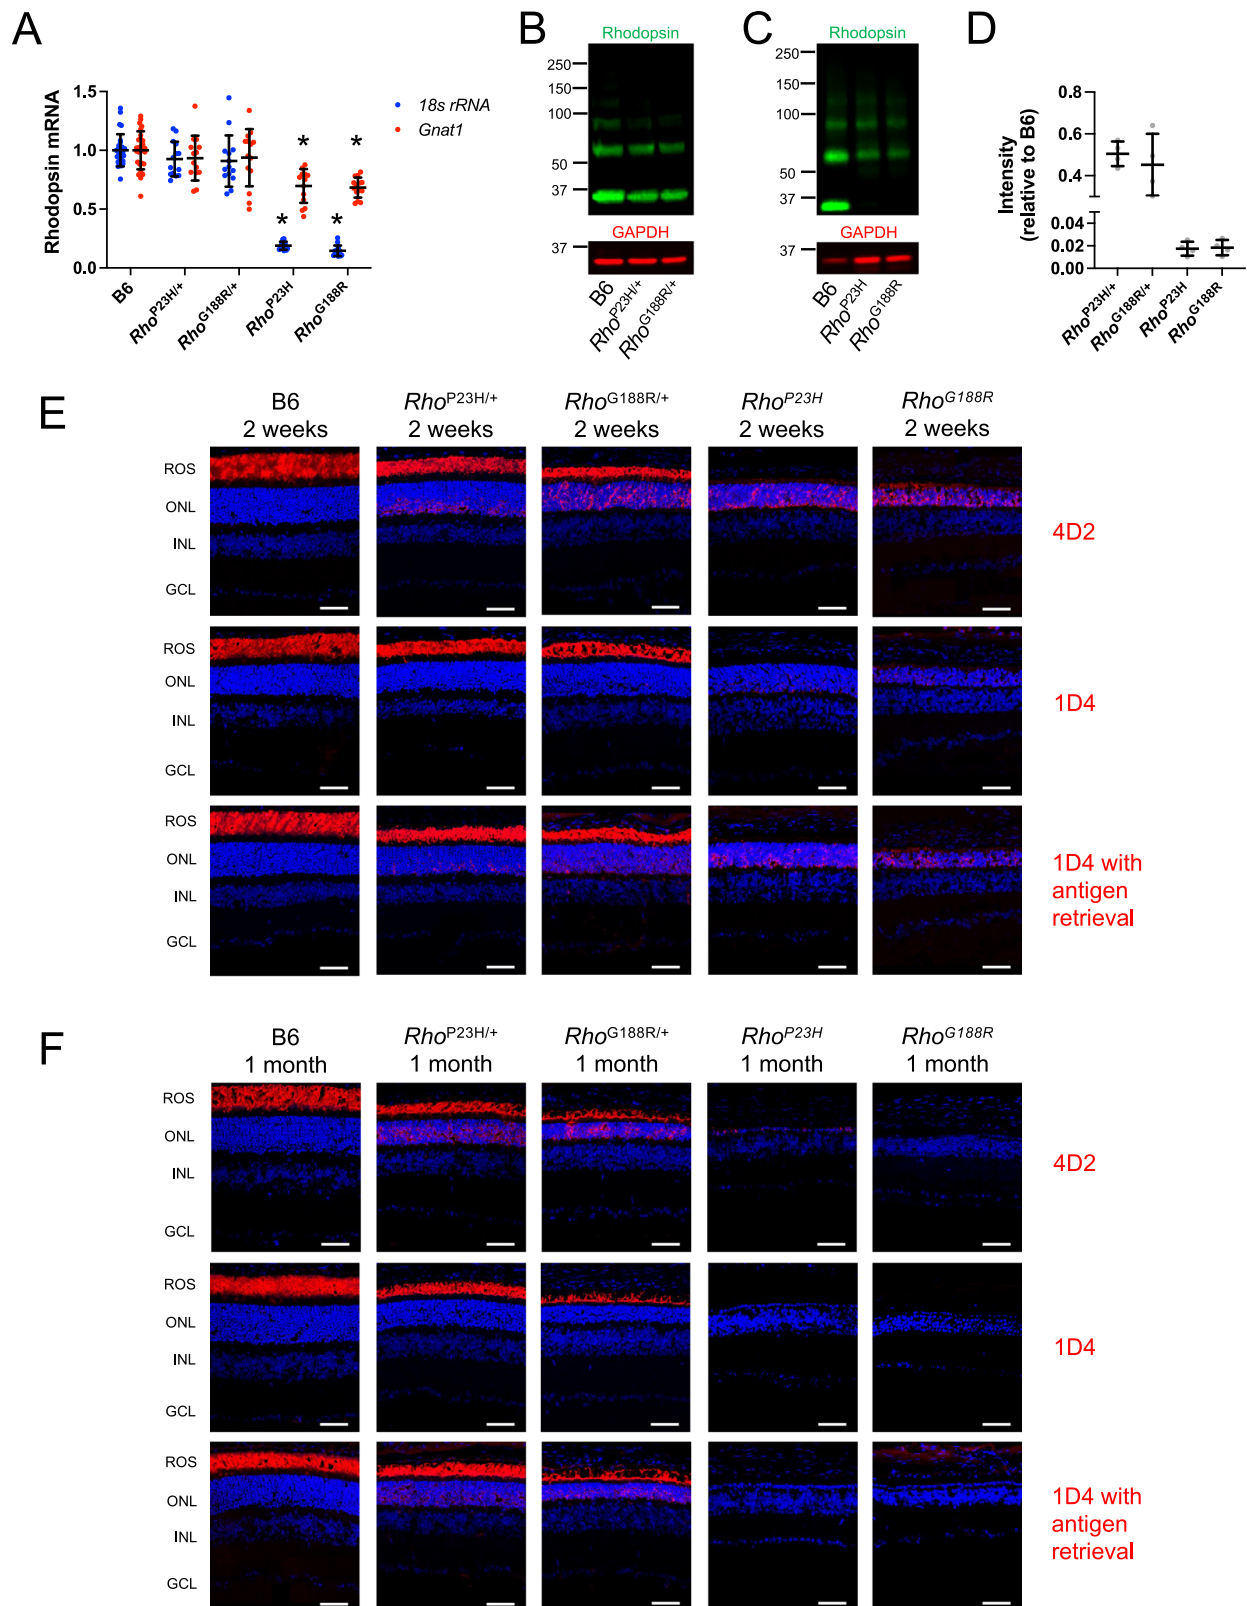 A
Rhodopsin mRNA
1.5
1.0
0.5
0.0
18s rRNA
Gnat1
*
*
*
*
B6
RhoP23H/+
RhoG188R/+
RhoP23H
RhoG188R
B
Rhodopsin
250
150
100
50
37
GAPDH
37
B6
RhoP23H/+
RhoG188R/+
C
Rhodopsin
250
150
100
50
37
GAPDH
37
B6
RhoP23H
RhoG188R
D
Intensity
(relative to B6)
0.8
0.6
0.4
0.04
0.02
0.00
RhoP23H/+
RhoG188R/+
RhoP23H
RhoG188R
E
B6
2 weeks
RhoP23H/+
2 weeks
RhoG188R/+
2 weeks
RhoP23H
2 weeks
RhoG188R
2 weeks
ROS
ONL
INL
GCL
4D2
ROS
ONL
INL
GCL
1D4
ROS
ONL
INL
GCL
1D4 with
antigen
retrieval
F
B6
1 month
RhoP23H/+
1 month
RhoG188R/+
1 month
RhoP23H
1 month
RhoG188R
1 month
ROS
ONL
INL
GCL
4D2
ROS
ONL
INL
GCL
1D4
ROS
ONL
INL
GCL
1D4 with
antigen
retrieval